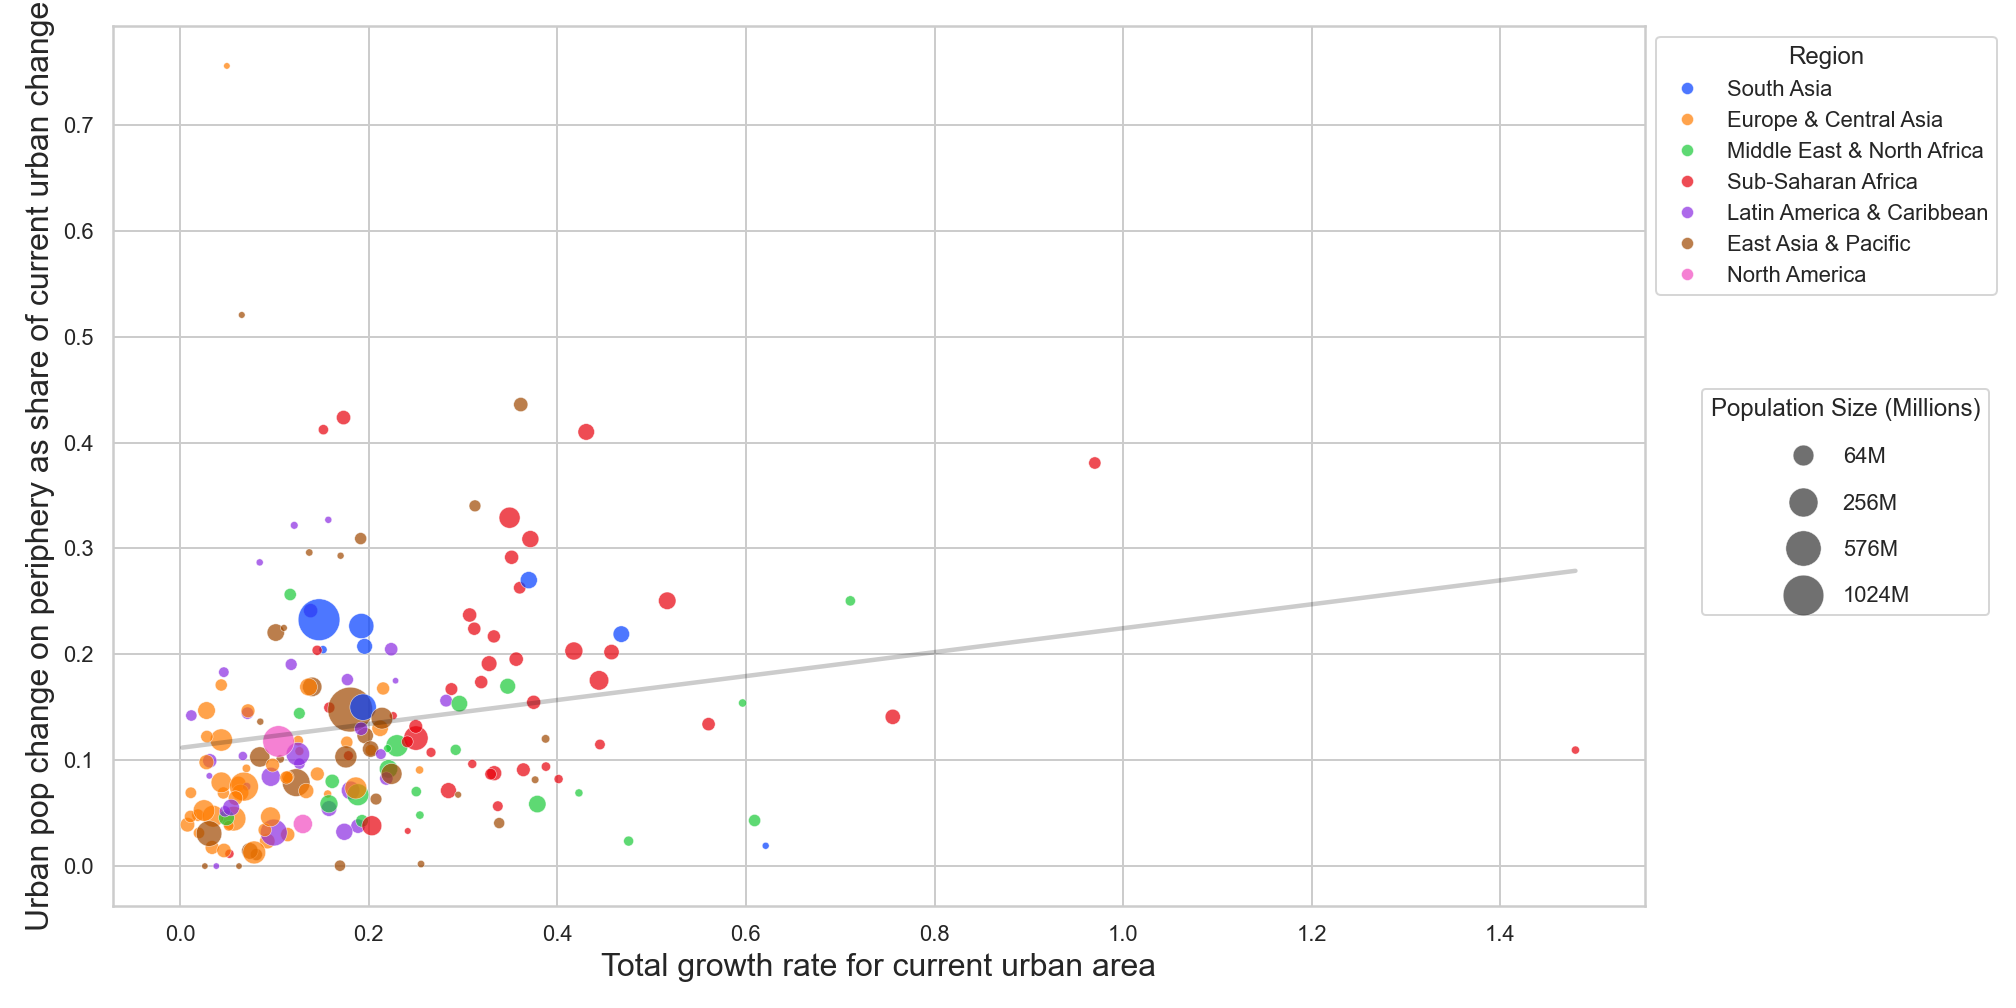 Urban pop change on periphery as share of current urban change
0.7
0.6
0.5
0.4
0.3
0.2
0.1
0.0
0.0 0.2 0.4 0.6 0.8 1.0 1.2 1.4
Total growth rate for current urban area
Region
South Asia
Europe & Central Asia
Middle East & North Africa
Sub-Saharan Africa
Latin America & Caribbean
East Asia & Pacific
North America
Population Size (Millions)
64M
256M
576M
1024M